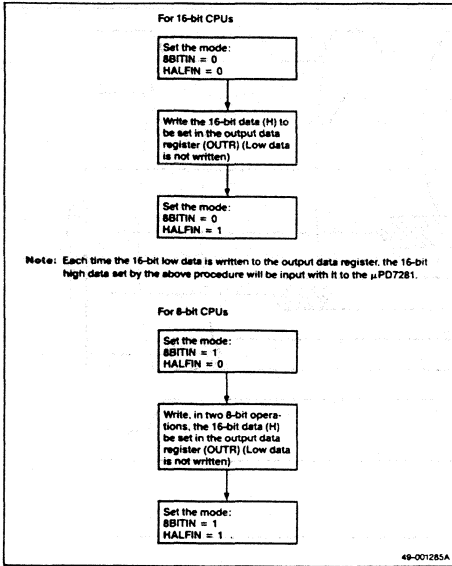 For 16-bit CPUs
Set the mode:
8BITIN = 0
HALFIN = 0
Write the 16-bit data (H) to
be set in the output data
register (OUTR) (Low data
is not written)
Set the mode:
8BITIN = 0
HALFIN = 1
Note: Each time the 16-bit low data is written to the output data register, the 16-bit
high data set by the above procedure will be input with it to the μPD7281.
For 8-bit CPUs
Set the mode:
8BITIN = 1
HALFIN = 0
Write, in two 8-bit opera-
tions, the 16-bit data (H)
be set in the output data
register (OUTR) (Low data
is not written)
Set the mode:
8BITIN = 1
HALFIN = 1
49-001285A